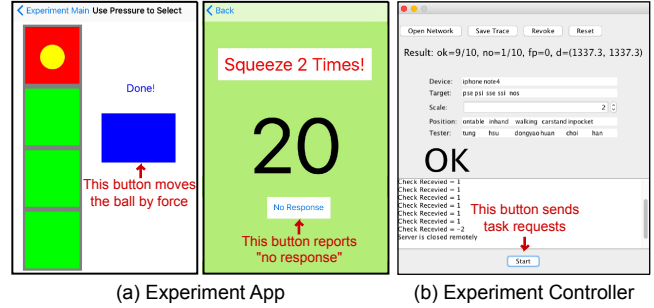 Experiment Main Use Pressure to Select
Done!
This button moves
the ball by force
Back
Squeeze 2 Times!
20
No Response
This button reports
"no response"
Open Network Save Trace Revoke Reset
Result: ok=9/10, no=1/10, fp=0, d=(1337.3, 1337.3)
Device: iphone note4
Target: pse psi sse ssi nos
Scale: 2
Position: ontable inhand walking carstand inpocket
Tester: tung hsu dongyao huan choi han
OK
Check Recevied = 1
Check Recevied = 1
Check Recevied = 1
Check Recevied = 1
Check Recevied = 1
Check Recevied = 1
Check Recevied = -2
Server is closed remotely
This button sends
task requests
Start
(a) Experiment App
(b) Experiment Controller